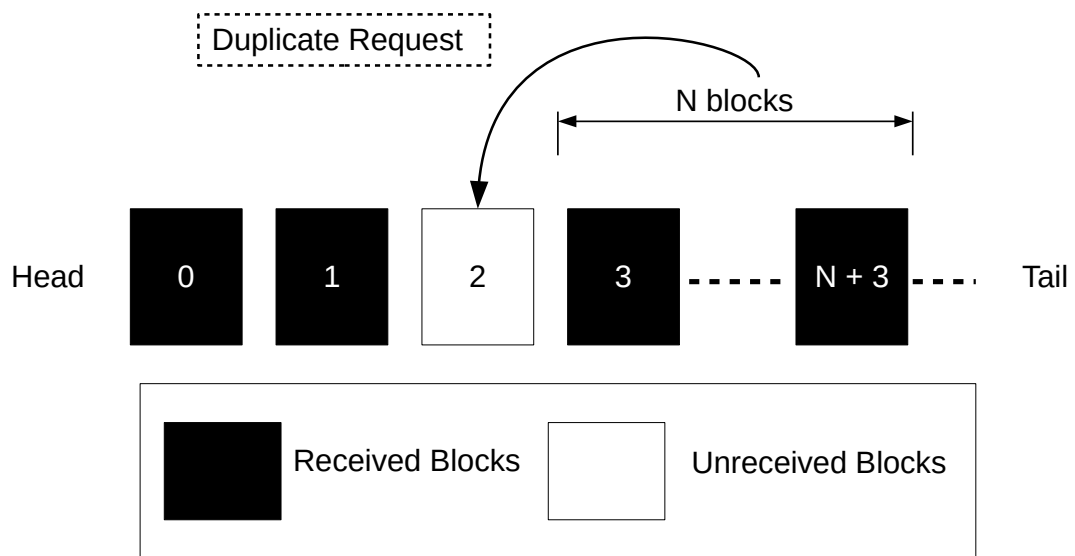 Duplicate Request
N blocks
Head 0 1 2 3 N + 3 Tail
Received Blocks Unreceived Blocks